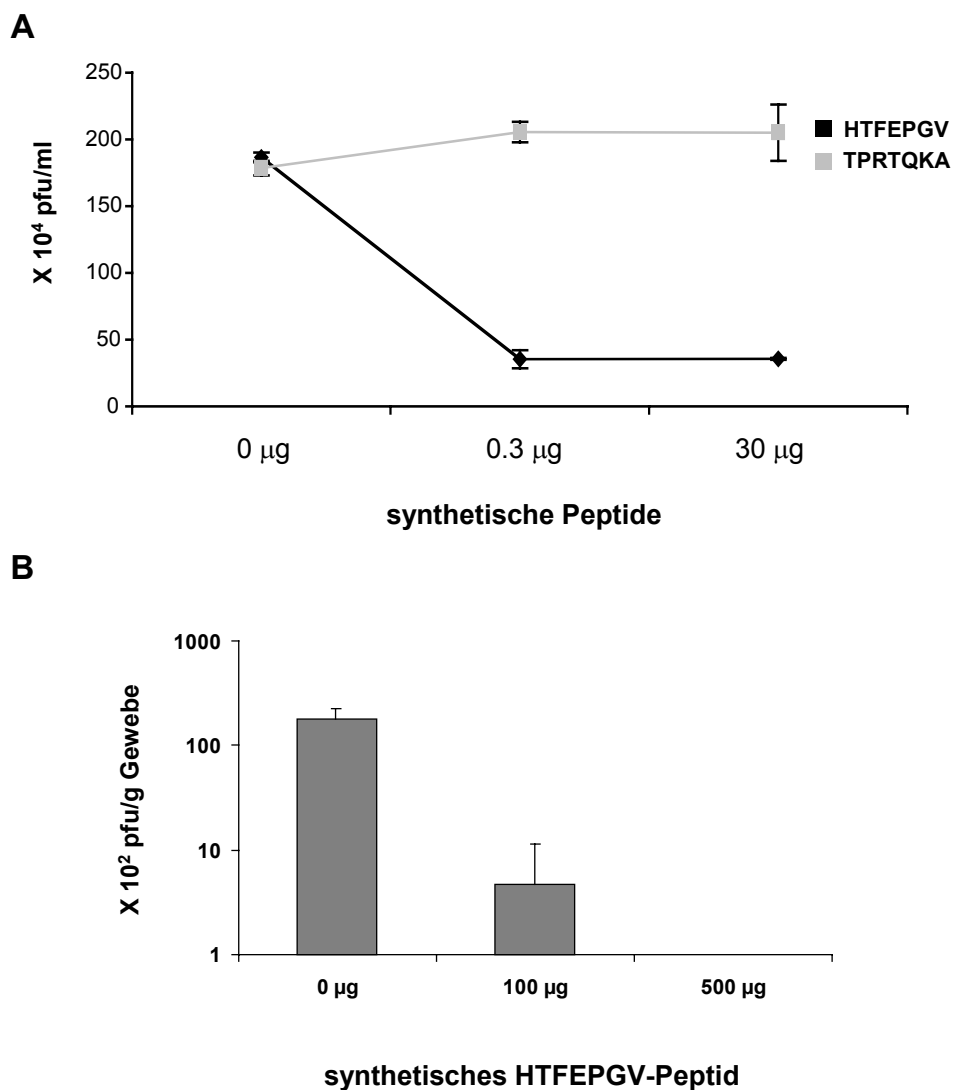 A
250
200
150
100
50
0
X 10⁴ pfu/ml
HTFEPGV
TPRTQKA
0 µg 0.3 µg 30 µg
synthetische Peptide
B
1000
100
10
1
X 10² pfu/g Gewebe
0 µg 100 µg 500 µg
synthetisches HTFEPGV-Peptid